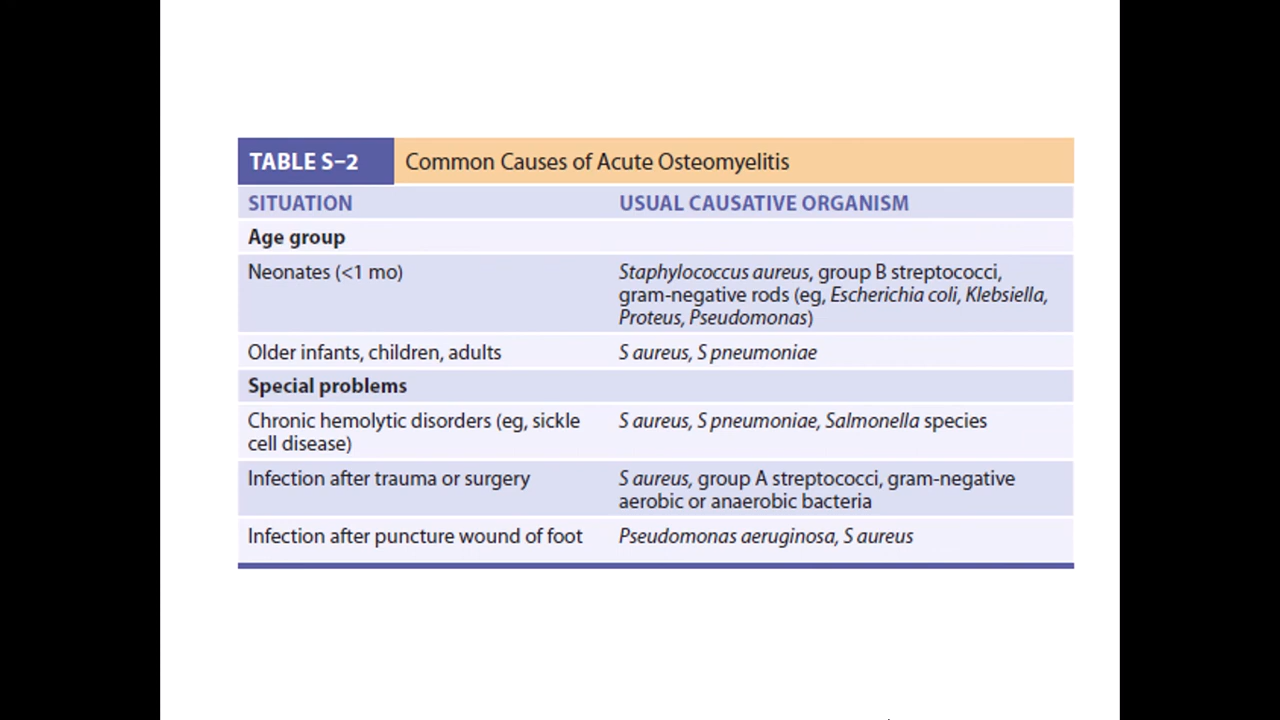 TABLE S–2 Common Causes of Acute Osteomyelitis
SITUATION USUAL CAUSATIVE ORGANISM
Age group
Neonates (<1 mo) Staphylococcus aureus, group B streptococci,
gram-negative rods (eg, Escherichia coli, Klebsiella,
Proteus, Pseudomonas)
Older infants, children, adults S aureus, S pneumoniae
Special problems
Chronic hemolytic disorders (eg, sickle S aureus, S pneumoniae, Salmonella species
cell disease)
Infection after trauma or surgery S aureus, group A streptococci, gram-negative
aerobic or anaerobic bacteria
Infection after puncture wound of foot Pseudomonas aeruginosa, S aureus